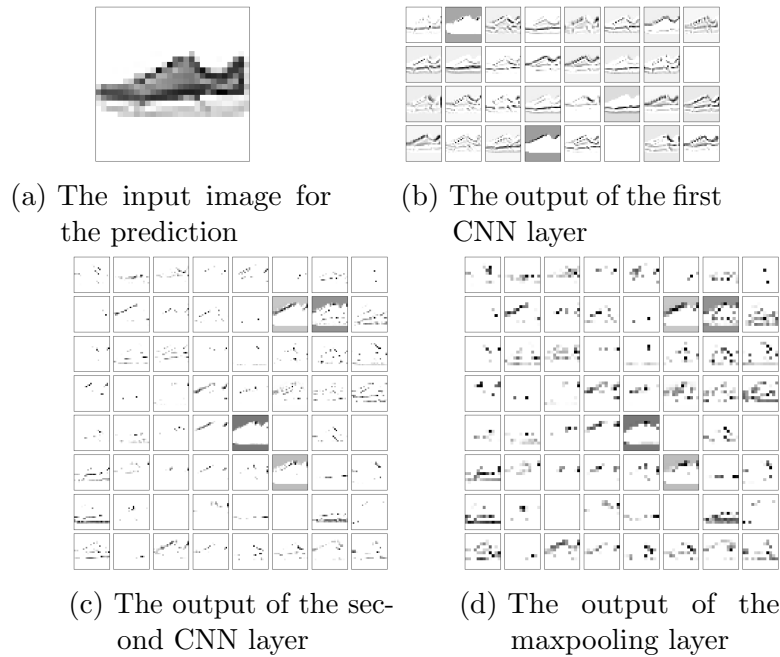 (a) The input image for
the prediction
(b) The output of the first
CNN layer
(c) The output of the sec-
ond CNN layer
(d) The output of the
maxpooling layer